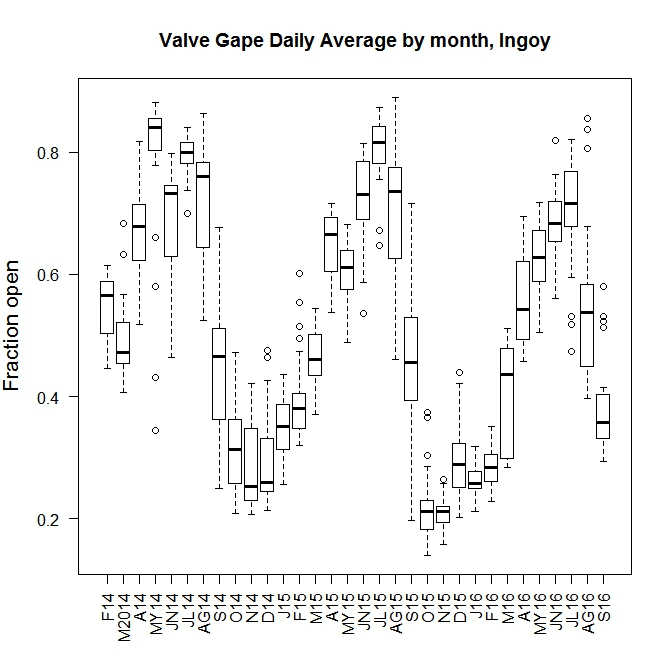 Valve Gape Daily Average by month, Ingoy
Fraction open
0.8
0.6
0.4
0.2
F14
M2014
A14
MY 14
JN14
JL14
AG14
S14
O14
N14
D14
J15
F15
M15
A15
MY15
JN15
JL15
AG15
S15
O15
N15
D15
J16
F16
M16
A16
MY16
JN16
JL16
AG16
S16